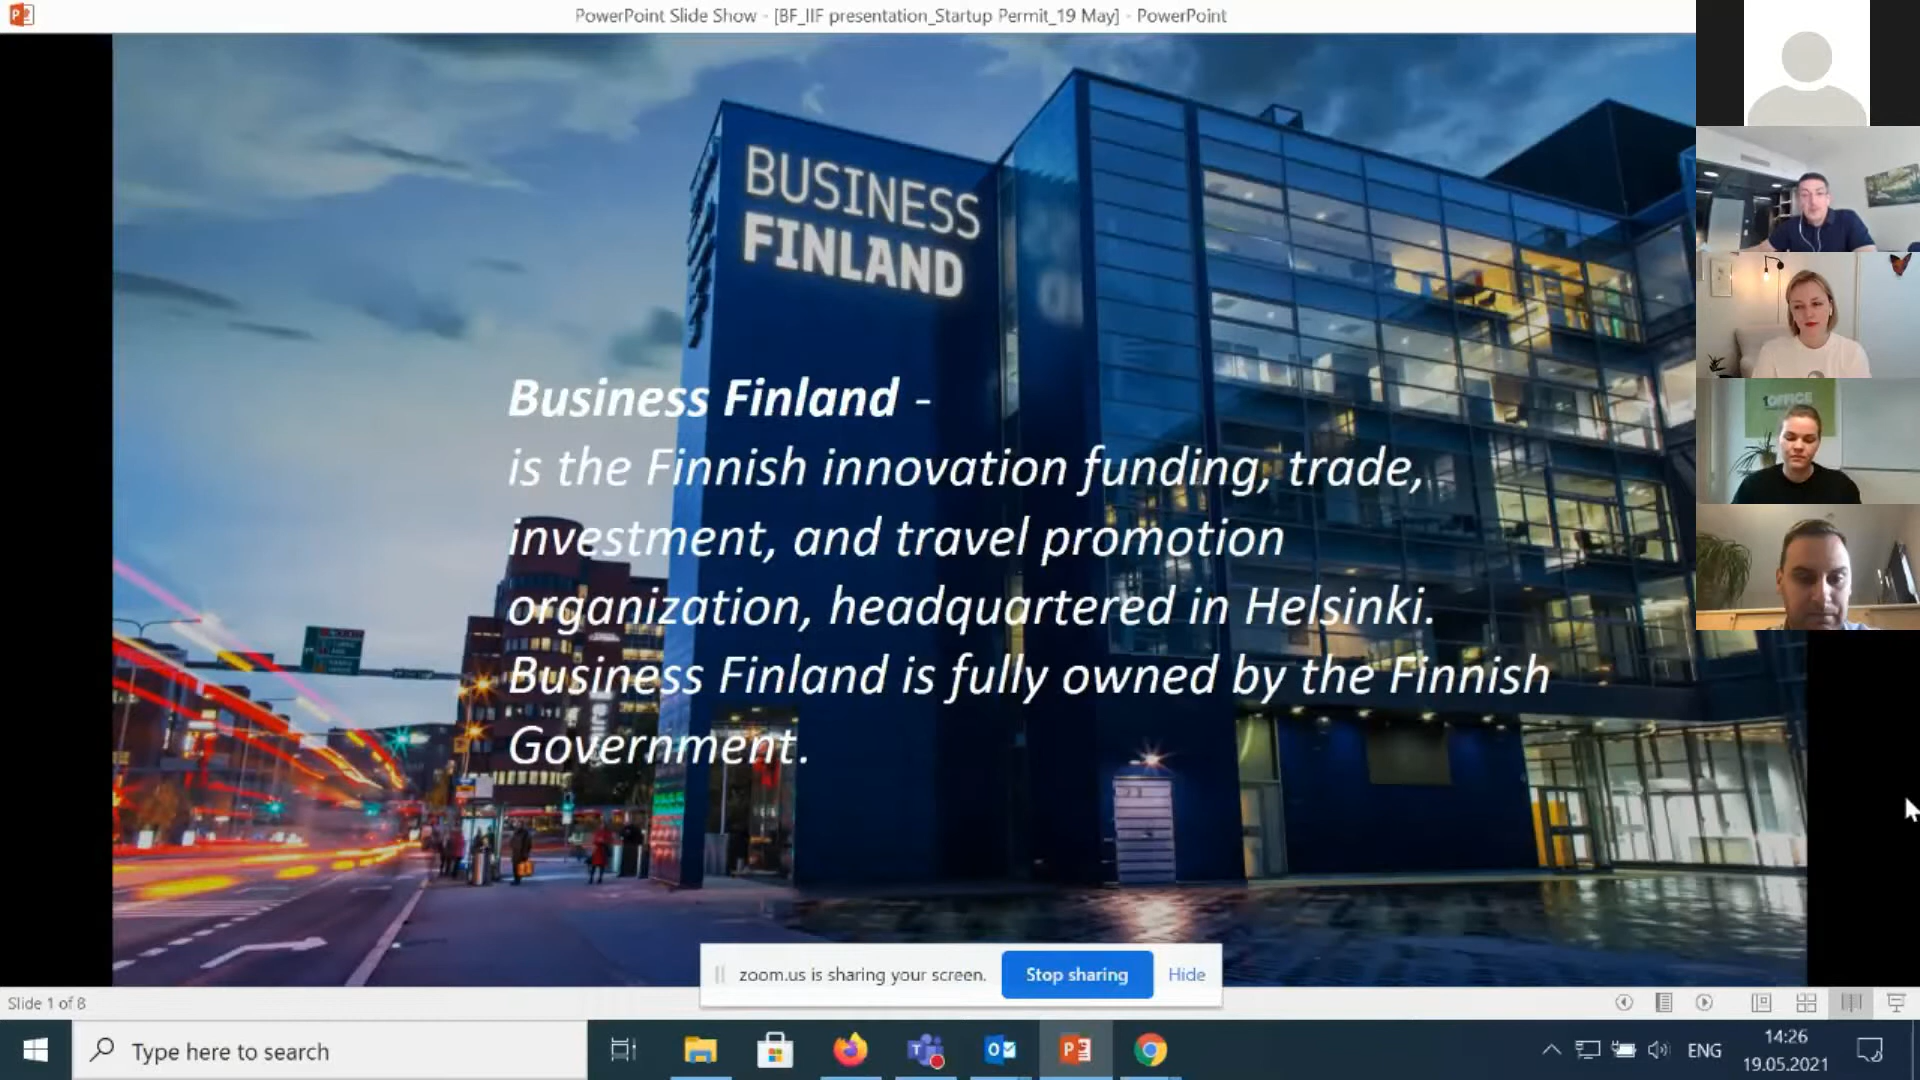 PowerPoint Slide Show - [BF_IIF presentation_Startup Permit_19 May] - PowerPoint
BUSINESS
FINLAND
1OFFICE
Business Finland -
is the Finnish innovation funding, trade,
investment, and travel promotion
organization, headquartered in Helsinki.
Business Finland is fully owned by the Finnish
Government.
zoom.us is sharing your screen.
Stop sharing
Hide
Slide 1 of 8
Type here to search
ENG
14:26
19.05.2021